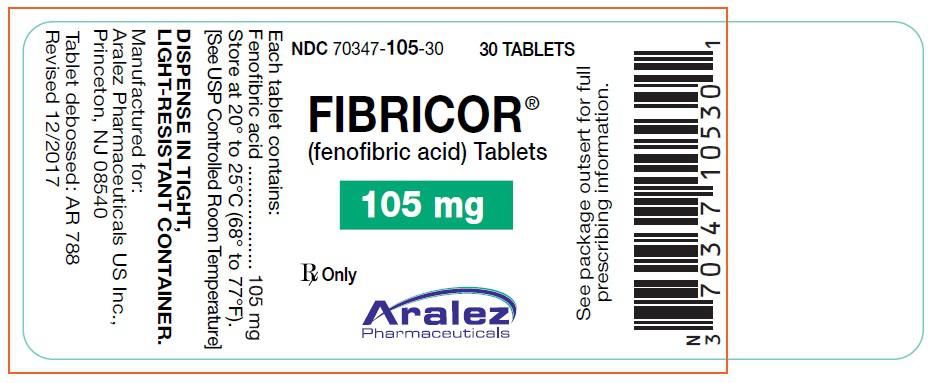 Each tablet contains:
Fenofibric acid .................. 105 mg
Store at 20° to 25°C (68° to 77°F).
[See USP Controlled Room Temperature]
DISPENSE IN TIGHT,
LIGHT-RESISTANT CONTAINER.
Manufactured for:
Aralez Pharmaceuticals US Inc.,
Princeton, NJ 08540
Tablet debossed: AR 788
Revised 12/2017
NDC 70347-105-30 30 TABLETS
FIBRICOR®
(fenofibric acid) Tablets
105 mg
Rx Only
Aralez
Pharmaceuticals
See package outsert for full
prescribing information.
N
3 70347 10530 1